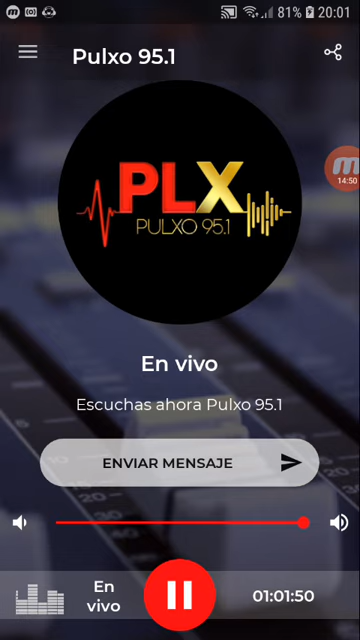 81% 20:01
Pulxo 95.1
PLX
PULXO 95.1
14:50
En vivo
Escuchas ahora Pulxo 95.1
ENVIAR MENSAJE
En
vivo
01:01:50